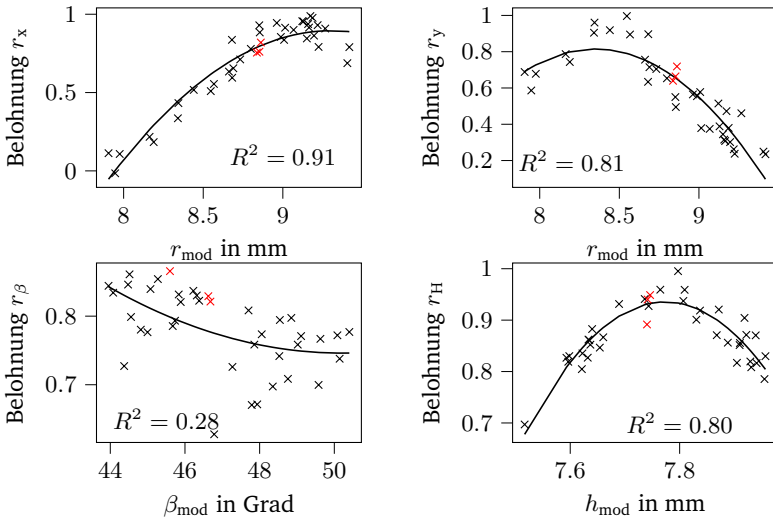 Belohnung r_x
1
0.5
0
R² = 0.91
8
8.5
9
r_mod in mm
Belohnung r_y
1
0.8
0.6
0.4
0.2
R² = 0.81
8
8.5
9
r_mod in mm
Belohnung r_β
0.8
0.7
R² = 0.28
44
46
48
50
β_mod in Grad
Belohnung r_H
1
0.9
0.8
0.7
R² = 0.80
7.6
7.8
h_mod in mm